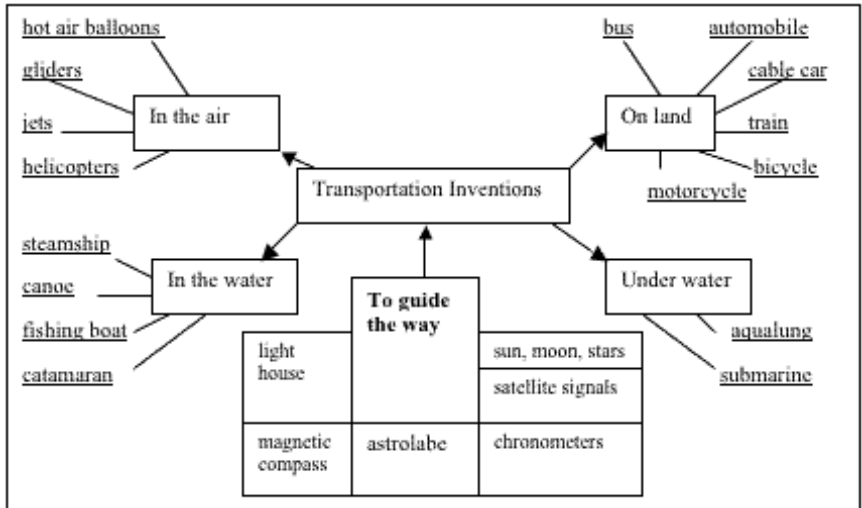 hot air balloons
gliders
jets
helicopters
In the air
bus
automobile
cable car
train
bicycle
motorcycle
On land
Transportation Inventions
steamship
canoe
fishing boat
catamaran
In the water
Under water
aqualung
submarine
To guide
the way
light
house
sun, moon, stars
satellite signals
magnetic
compass
astrolabe
chronometers